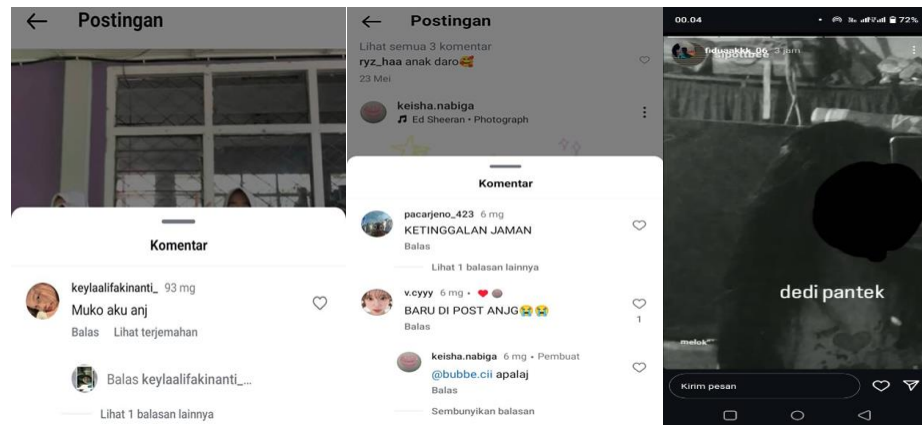 Postingan
Komentar
keylaalifakinanti_ 93 mg
Muko aku anj
Balas Lihat terjemahan
Balas keylaalifakinanti_...
Lihat 1 balasan lainnya
Postingan
Lihat semua 3 komentar
ryz_haa anak daro🥰
23 Mei
keisha.nabiga
Ed Sheeran • Photograph
Komentar
pacarjeno_423 6 mg
KETINGGALAN JAMAN
Balas
Lihat 1 balasan lainnya
v.cyyy 6 mg • ❤️
BARU DI POST ANJG😭😭
1
Balas
keisha.nabiga 6 mg • Pembuat
@bubbe.cii apalaj
Balas
Sembunyikan balasan
00.04
72%
3 jam
sipottbee
dedi pantek
melok"
Kirim pesan